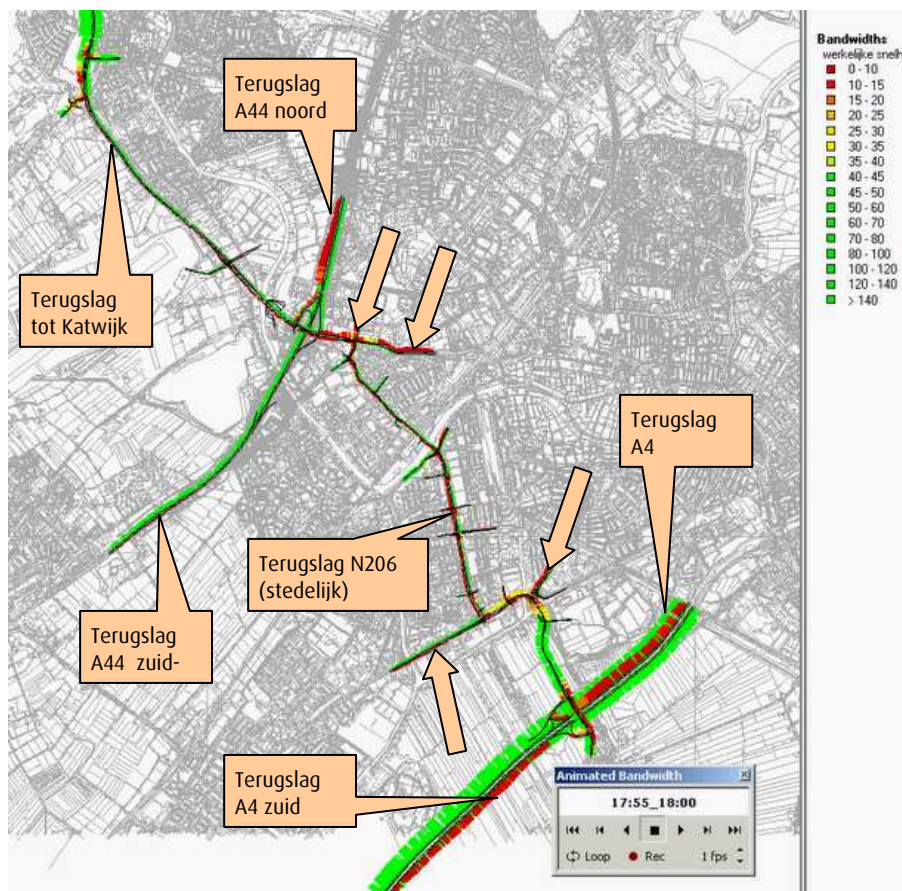 Terugslag
A44 noord
Terugslag
tot Katwijk
Terugslag
A4
Terugslag N206
(stedelijk)
Terugslag
A44 zuid-
Terugslag
A4 zuid
Bandwidths
werkelijke snelh
0 - 10
10 - 15
15 - 20
20 - 25
25 - 30
30 - 35
35 - 40
40 - 45
45 - 50
50 - 60
60 - 70
70 - 80
80 - 100
100 - 120
120 - 140
> 140
Animated Bandwidth
17:55_18:00
Loop Rec 1 fps